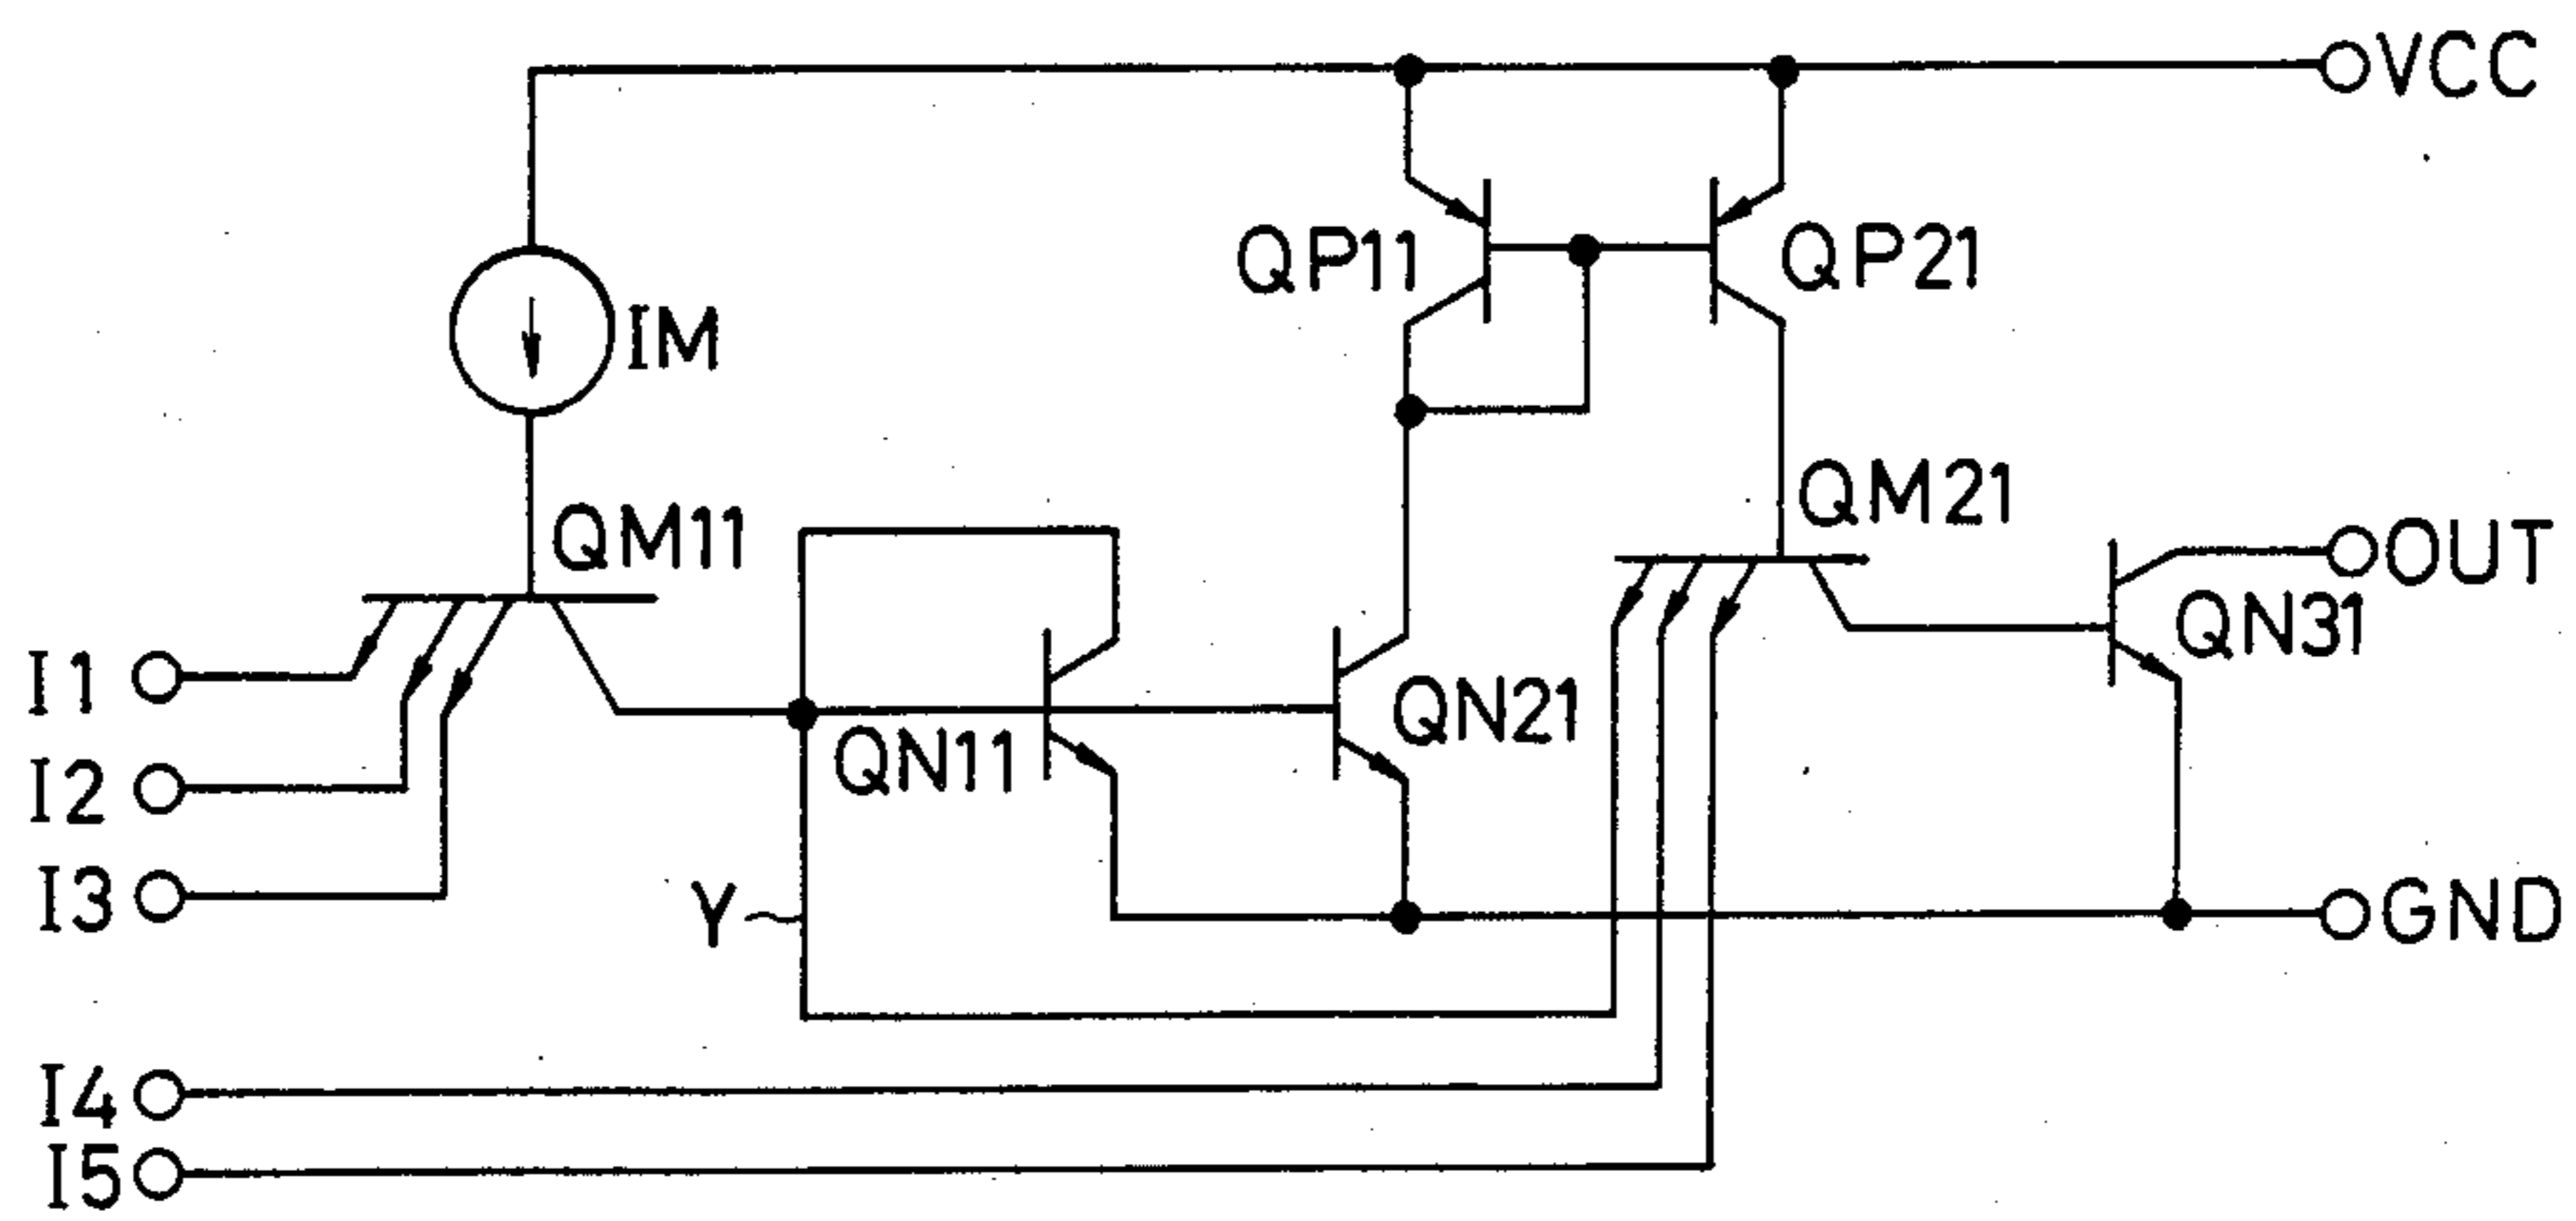 VCC
QP11
QP21
IM
QM21
QM11
OUT
QN31
I1
QN21
QN11
I2
I3
Y
GND
I4
I5